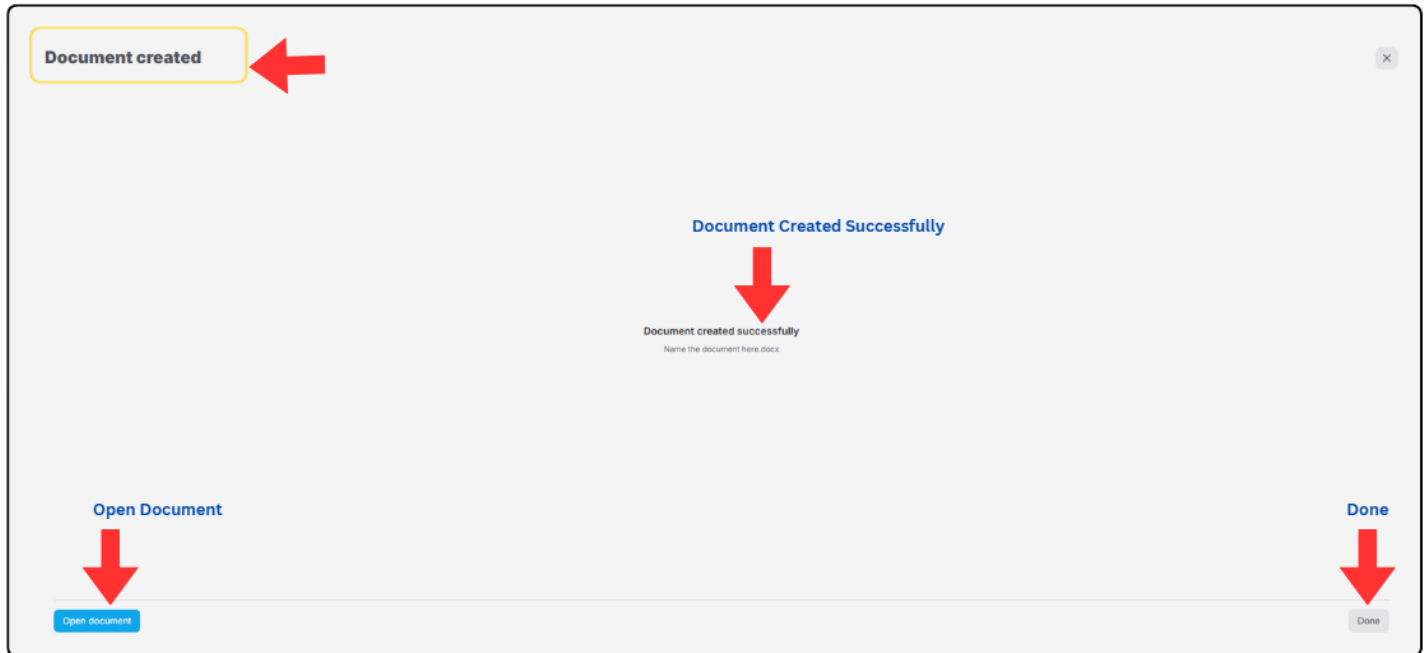 Document created
Document Created Successfully
Document created successfully
Name the document here.docx
Open Document
Done
Open document
Done